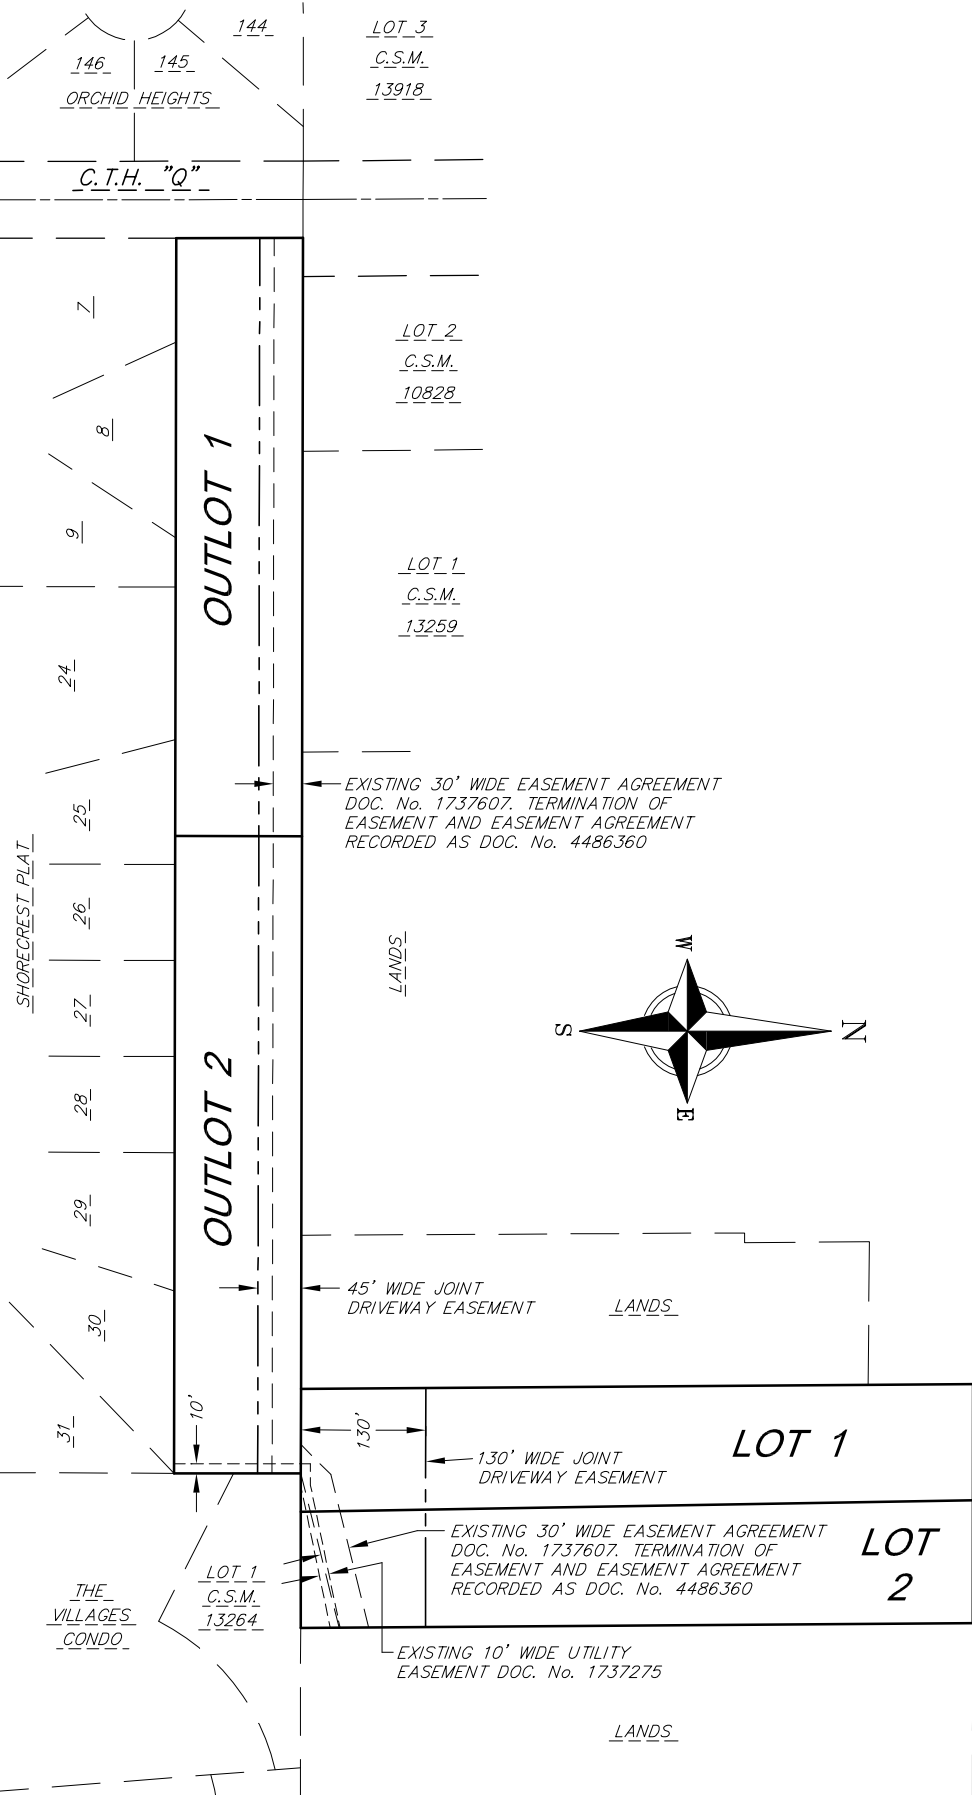 144
LOT 3
C.S.M.
13918
146
145
ORCHID HEIGHTS
C.T.H. "Q"
7
LOT 2
C.S.M.
10828
8
OUTLOT 1
9
LOT 1
C.S.M.
13259
24
EXISTING 30' WIDE EASEMENT AGREEMENT
DOC. No. 1737607. TERMINATION OF
EASEMENT AND EASEMENT AGREEMENT
RECORDED AS DOC. No. 4486360
25
SHORECREST PLAT
26
LANDS
27
W
S
N
E
28
OUTLOT 2
29
45' WIDE JOINT
DRIVEWAY EASEMENT
LANDS
30
31
10'
130'
LOT 1
130' WIDE JOINT
DRIVEWAY EASEMENT
EXISTING 30' WIDE EASEMENT AGREEMENT
DOC. No. 1737607. TERMINATION OF
EASEMENT AND EASEMENT AGREEMENT
RECORDED AS DOC. No. 4486360
LOT
2
LOT 1
C.S.M.
13264
THE
VILLAGES
CONDO
EXISTING 10' WIDE UTILITY
EASEMENT DOC. No. 1737275
LANDS